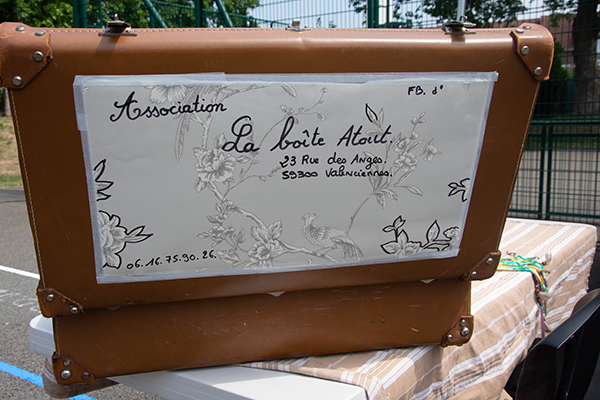 Association
FB. d°
La boîte Atout.
23 Rue des Anges.
59300 Valenciennes.
06.16.75.90.26.